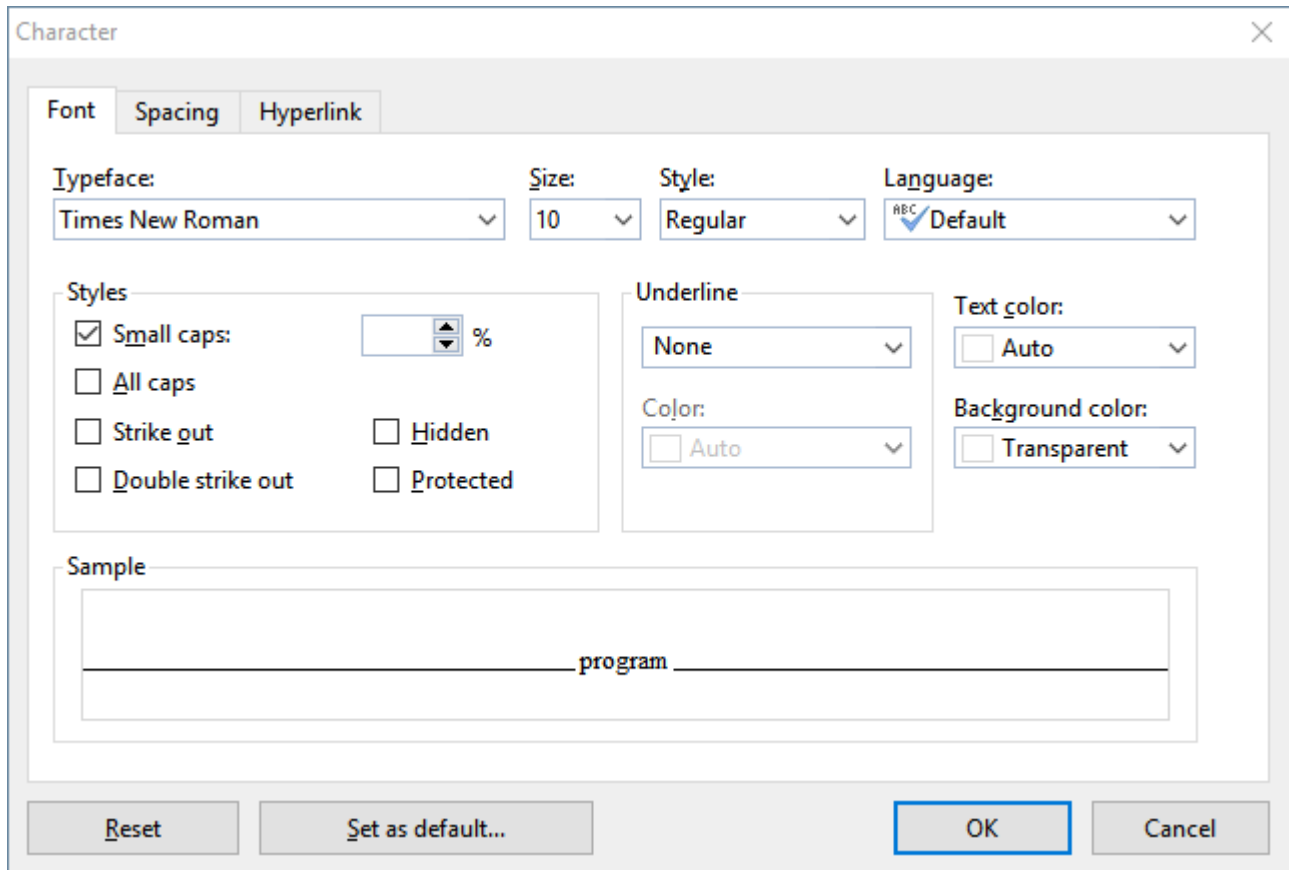 Character
Font Spacing Hyperlink
Typeface: Size: Style: Language:
Times New Roman 10 Regular ABC Default
Styles Underline Text color:
Small caps: % None Auto
All caps Color: Background color:
Strike out Hidden Auto Transparent
Double strike out Protected
Sample
program
Reset Set as default... OK Cancel